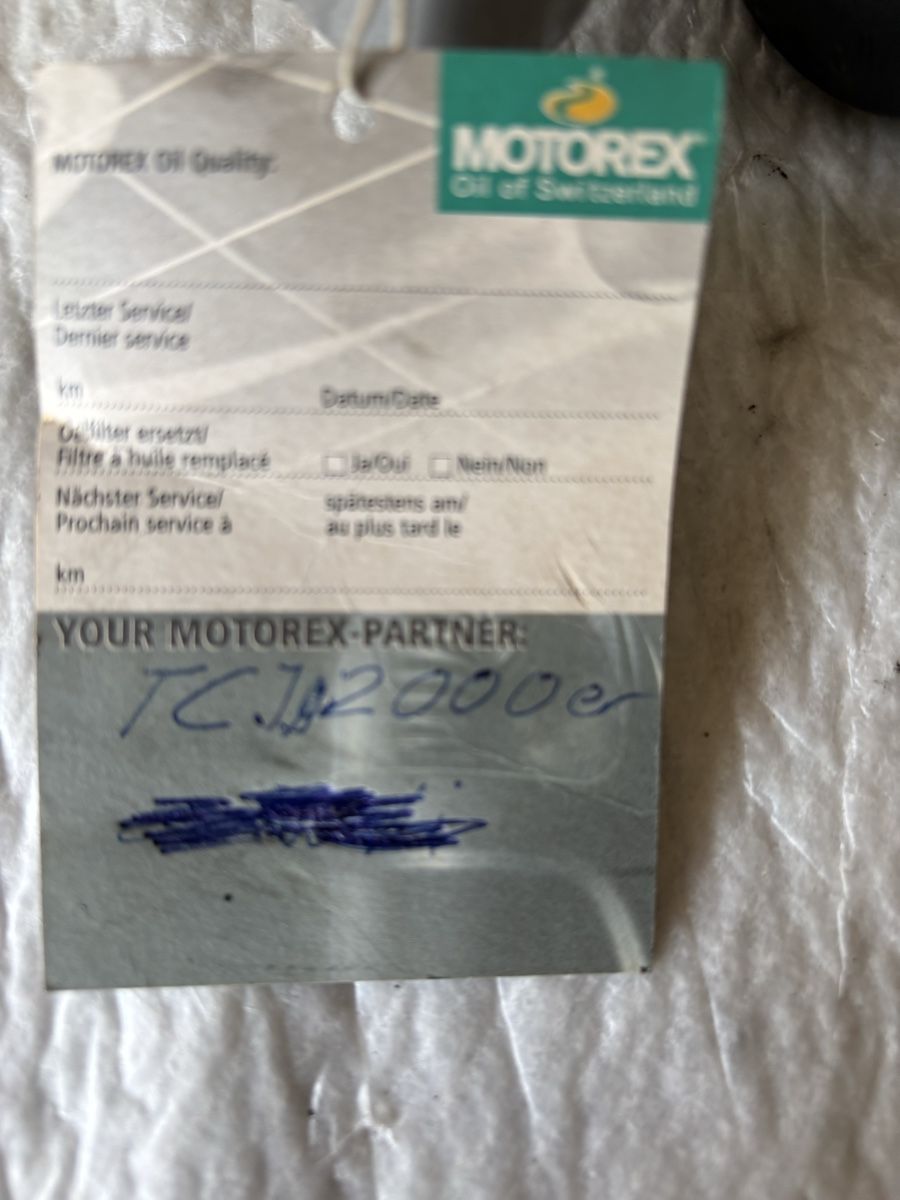 MOTOREX
Oil of Switzerland
MOTOREX Oil Quality:
Letzter Service/
Dernier service
km Datum/Date
Ölfilter ersetzt/
Filtre à huile remplacé Ja/Oui Nein/Non
Nächster Service/ spätestens am/
Prochain service à au plus tard le
km
YOUR MOTOREX-PARTNER:
2000er